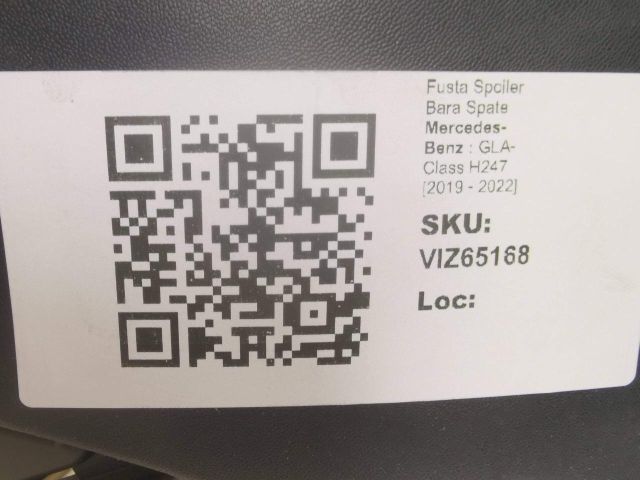 Fusta Spoiler
Bara Spate
Mercedes-
Benz : GLA-
Class H247
[2019 - 2022]
SKU:
VIZ65168
Loc: